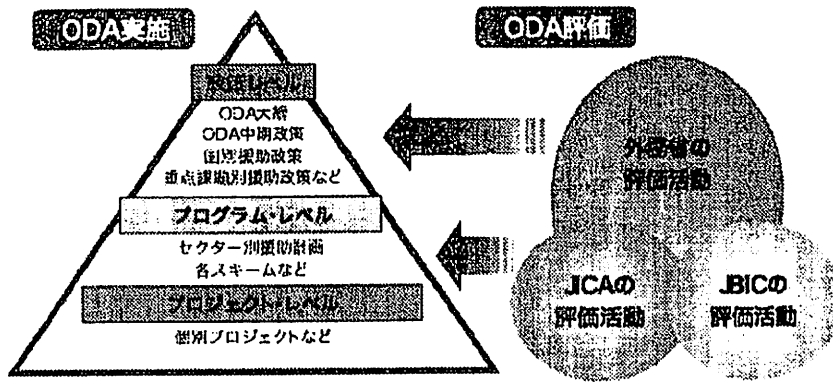 ODA実施
ODA評価
政策レベル
ODA大綱
ODA中期政策
国別援助政策
重点課題別援助政策など
プログラム・レベル
セクター別援助計画
各スキームなど
プロジェクト・レベル
個別プロジェクトなど
外務省の
評価活動
JICAの
評価活動
JBICの
評価活動